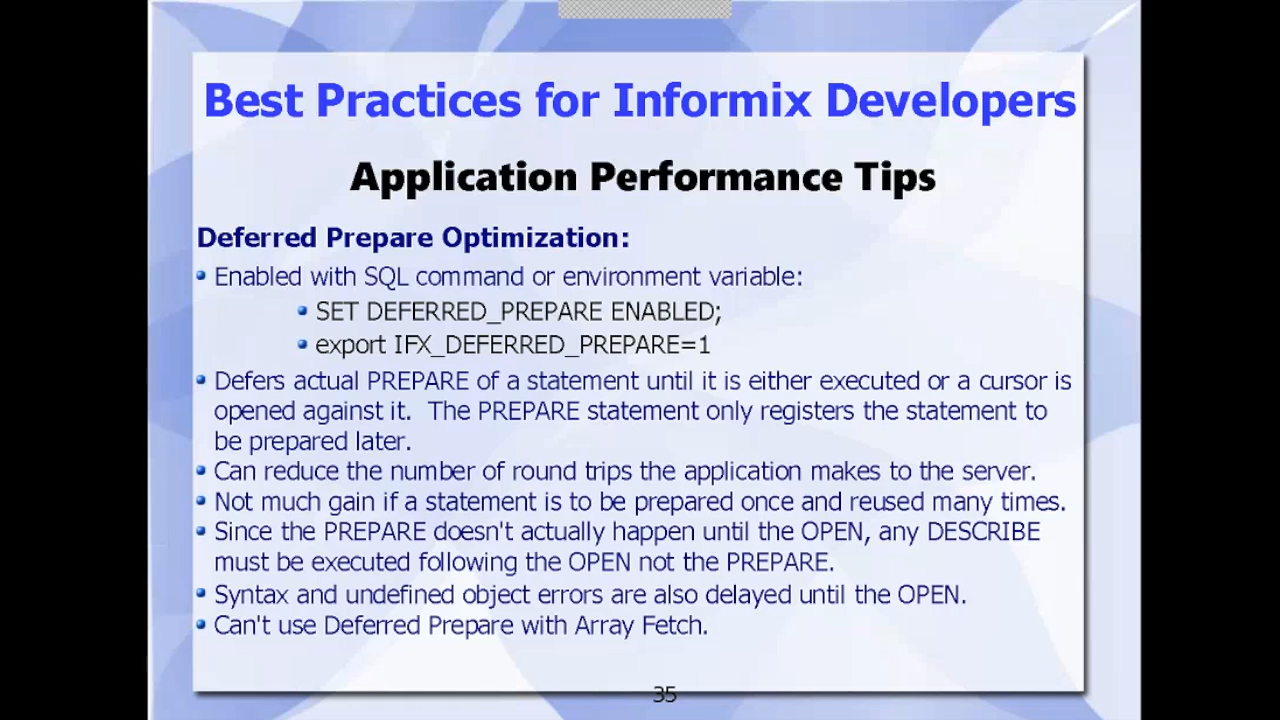 Best Practices for Informix Developers
Application Performance Tips
Deferred Prepare Optimization:
• Enabled with SQL command or environment variable:
• SET DEFERRED_PREPARE ENABLED;
• export IFX_DEFERRED_PREPARE=1
• Defers actual PREPARE of a statement until it is either executed or a cursor is
opened against it.  The PREPARE statement only registers the statement to
be prepared later.
• Can reduce the number of round trips the application makes to the server.
• Not much gain if a statement is to be prepared once and reused many times.
• Since the PREPARE doesn't actually happen until the OPEN, any DESCRIBE
must be executed following the OPEN not the PREPARE.
• Syntax and undefined object errors are also delayed until the OPEN.
• Can't use Deferred Prepare with Array Fetch.
35